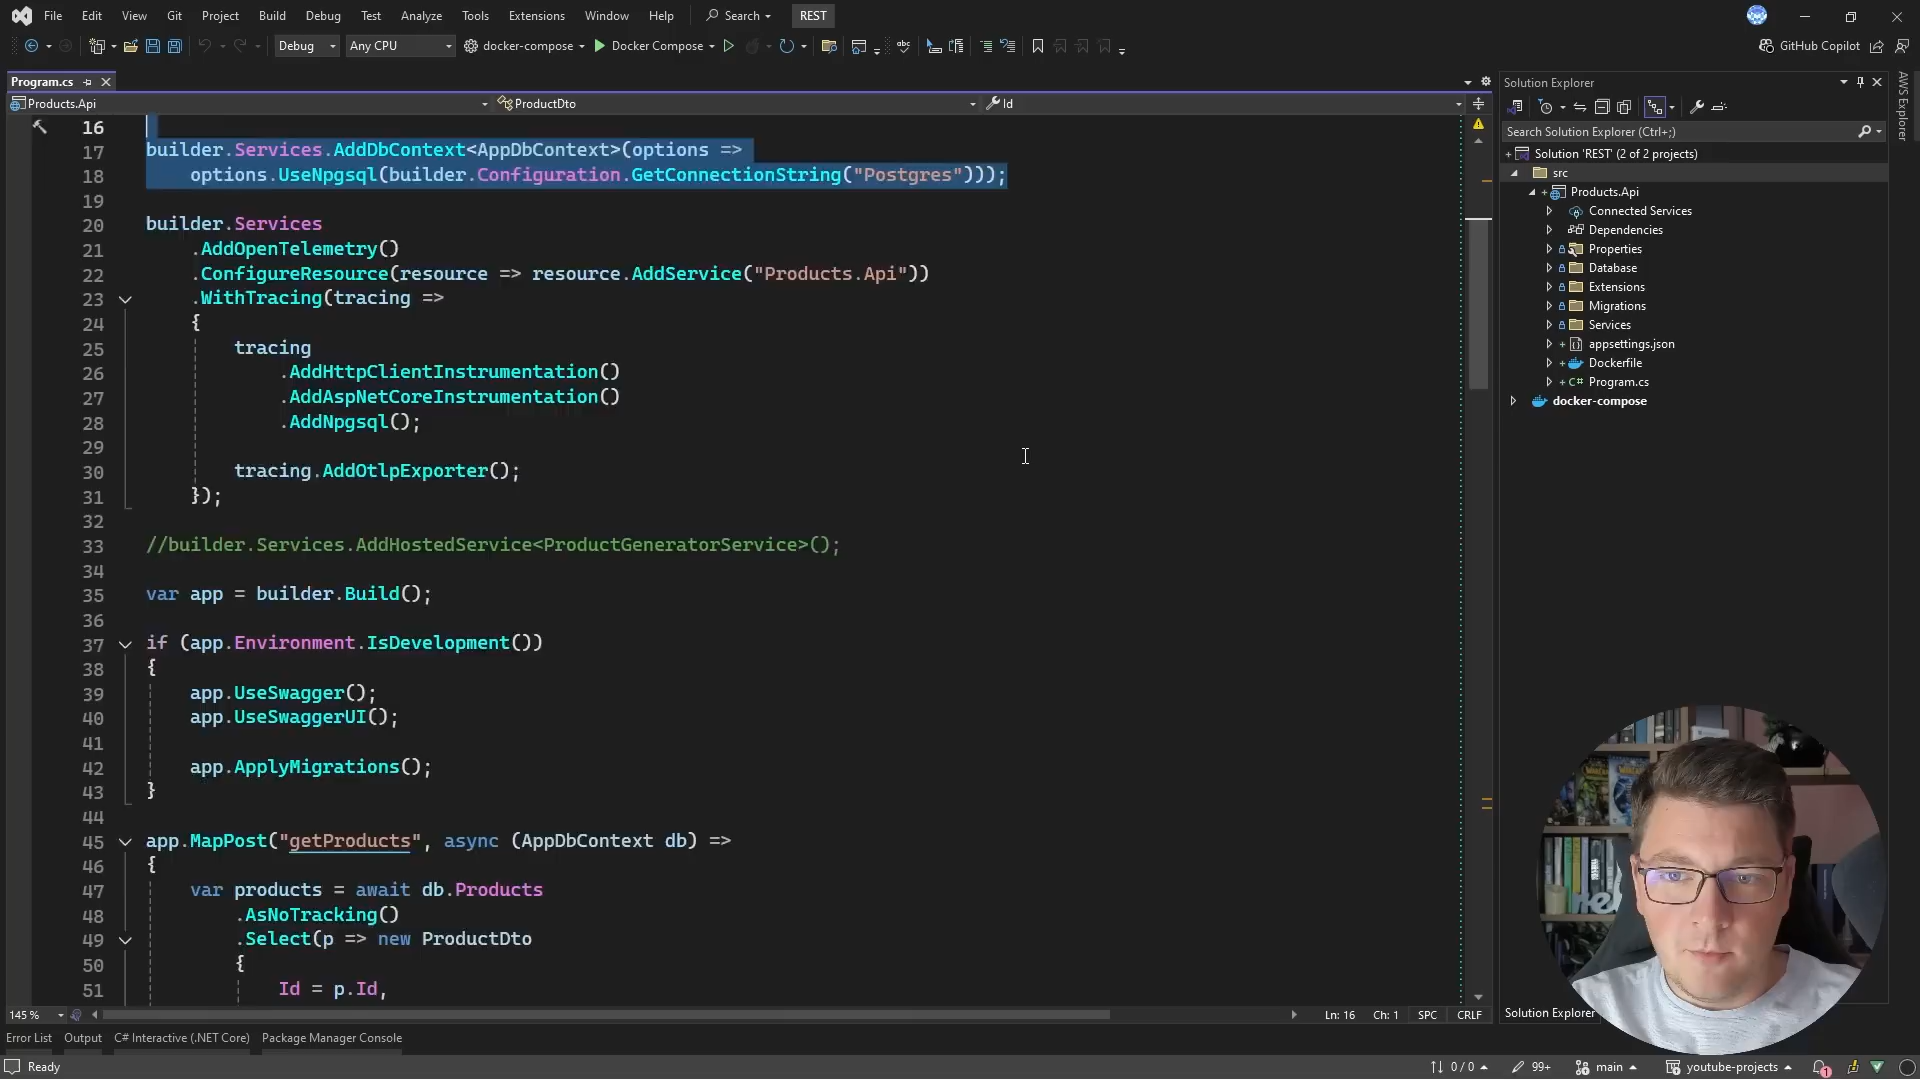 File Edit View Git Project Build Debug Test Analyze Tools Extensions Window Help Search REST
Debug Any CPU docker-compose Docker Compose GitHub Copilot
Program.cs
Products.Api ProductDto Id
16
17 builder.Services.AddDbContext<AppDbContext>(options =>
18 options.UseNpgsql(builder.Configuration.GetConnectionString("Postgres")));
19
20 builder.Services
21 .AddOpenTelemetry()
22 .ConfigureResource(resource => resource.AddService("Products.Api"))
23 .WithTracing(tracing =>
24 {
25 tracing
26 .AddHttpClientInstrumentation()
27 .AddAspNetCoreInstrumentation()
28 .AddNpgsql();
29
30 tracing.AddOtlpExporter();
31 });
32
33 //builder.Services.AddHostedService<ProductGeneratorService>();
34
35 var app = builder.Build();
36
37 if (app.Environment.IsDevelopment())
38 {
39 app.UseSwagger();
40 app.UseSwaggerUI();
41
42 app.ApplyMigrations();
43 }
44
45 app.MapPost("getProducts", async (AppDbContext db) =>
46 {
47 var products = await db.Products
48 .AsNoTracking()
49 .Select(p => new ProductDto
50 {
51 Id = p.Id,
145 % Ln: 16 Ch: 1 SPC CRLF
Solution Explorer
Search Solution Explorer (Ctrl+;)
Solution 'REST' (2 of 2 projects)
src
Products.Api
Connected Services
Dependencies
Properties
Database
Extensions
Migrations
Services
appsettings.json
Dockerfile
Program.cs
docker-compose
Solution Explorer
AWS Explorer
Error List Output C# Interactive (.NET Core) Package Manager Console
Ready 0 / 0 99+ main youtube-projects 1